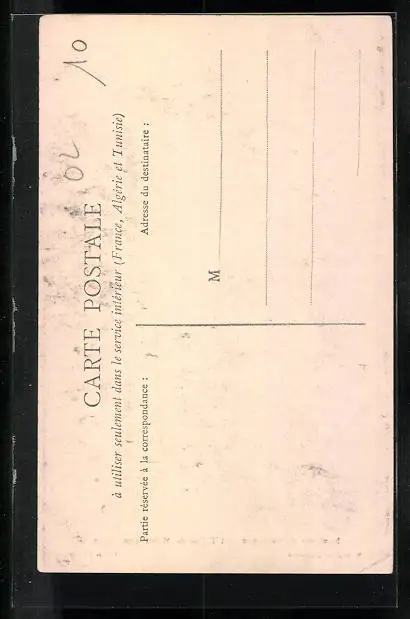 10
02
CARTE POSTALE
à utiliser seulement dans le service intérieur (France, Algérie et Tunisie)
Partie réservée à la correspondance :
Adresse du destinataire :
M